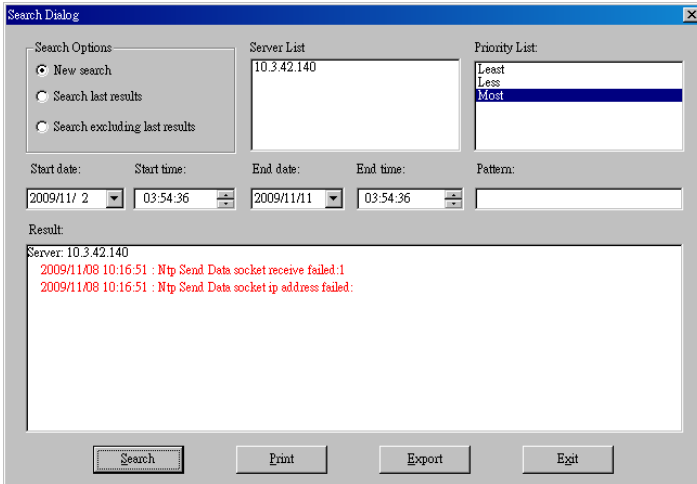 Search Dialog
Search Options
New search
Search last results
Search excluding last results
Server List
10.3.42.140
Priority List:
Least
Less
Most
Start date:
Start time:
End date:
End time:
Pattern:
2009/11/ 2
03:54:36
2009/11/11
03:54:36
Result:
Server: 10.3.42.140
2009/11/08 10:16:51 : Ntp Send Data socket receive failed:1
2009/11/08 10:16:51 : Ntp Send Data socket ip address failed:
Search
Print
Export
Exit